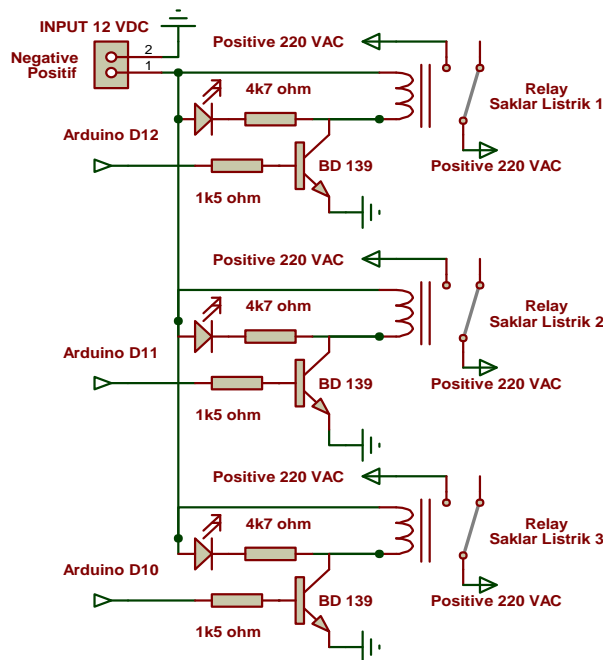 INPUT 12 VDC
Negative
Positif
2
1
Positive 220 VAC
4k7 ohm
Relay
Saklar Listrik 1
Arduino D12
BD 139
Positive 220 VAC
1k5 ohm
Positive 220 VAC
4k7 ohm
Relay
Saklar Listrik 2
Arduino D11
BD 139
Positive 220 VAC
1k5 ohm
Positive 220 VAC
4k7 ohm
Relay
Saklar Listrik 3
Arduino D10
BD 139
Positive 220 VAC
1k5 ohm